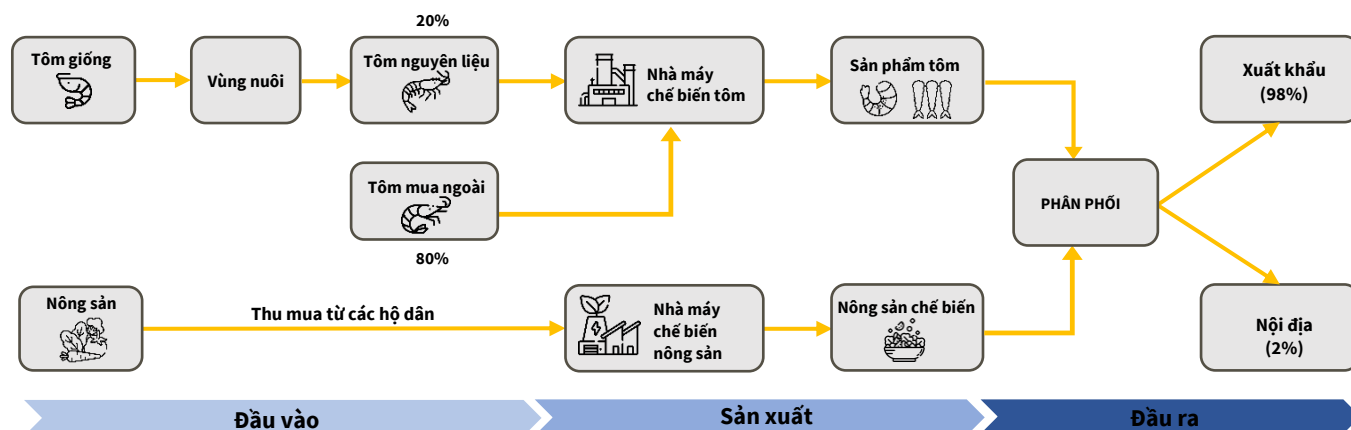 20%
Tôm giống
Vùng nuôi
Tôm nguyên liệu
Nhà máy
chế biến tôm
Sản phẩm tôm
Xuất khẩu
(98%)
Tôm mua ngoài
80%
PHÂN PHỐI
Nông sản
Thu mua từ các hộ dân
Nhà máy
chế biến
nông sản
Nông sản chế biến
Nội địa
(2%)
Đầu vào
Sản xuất
Đầu ra